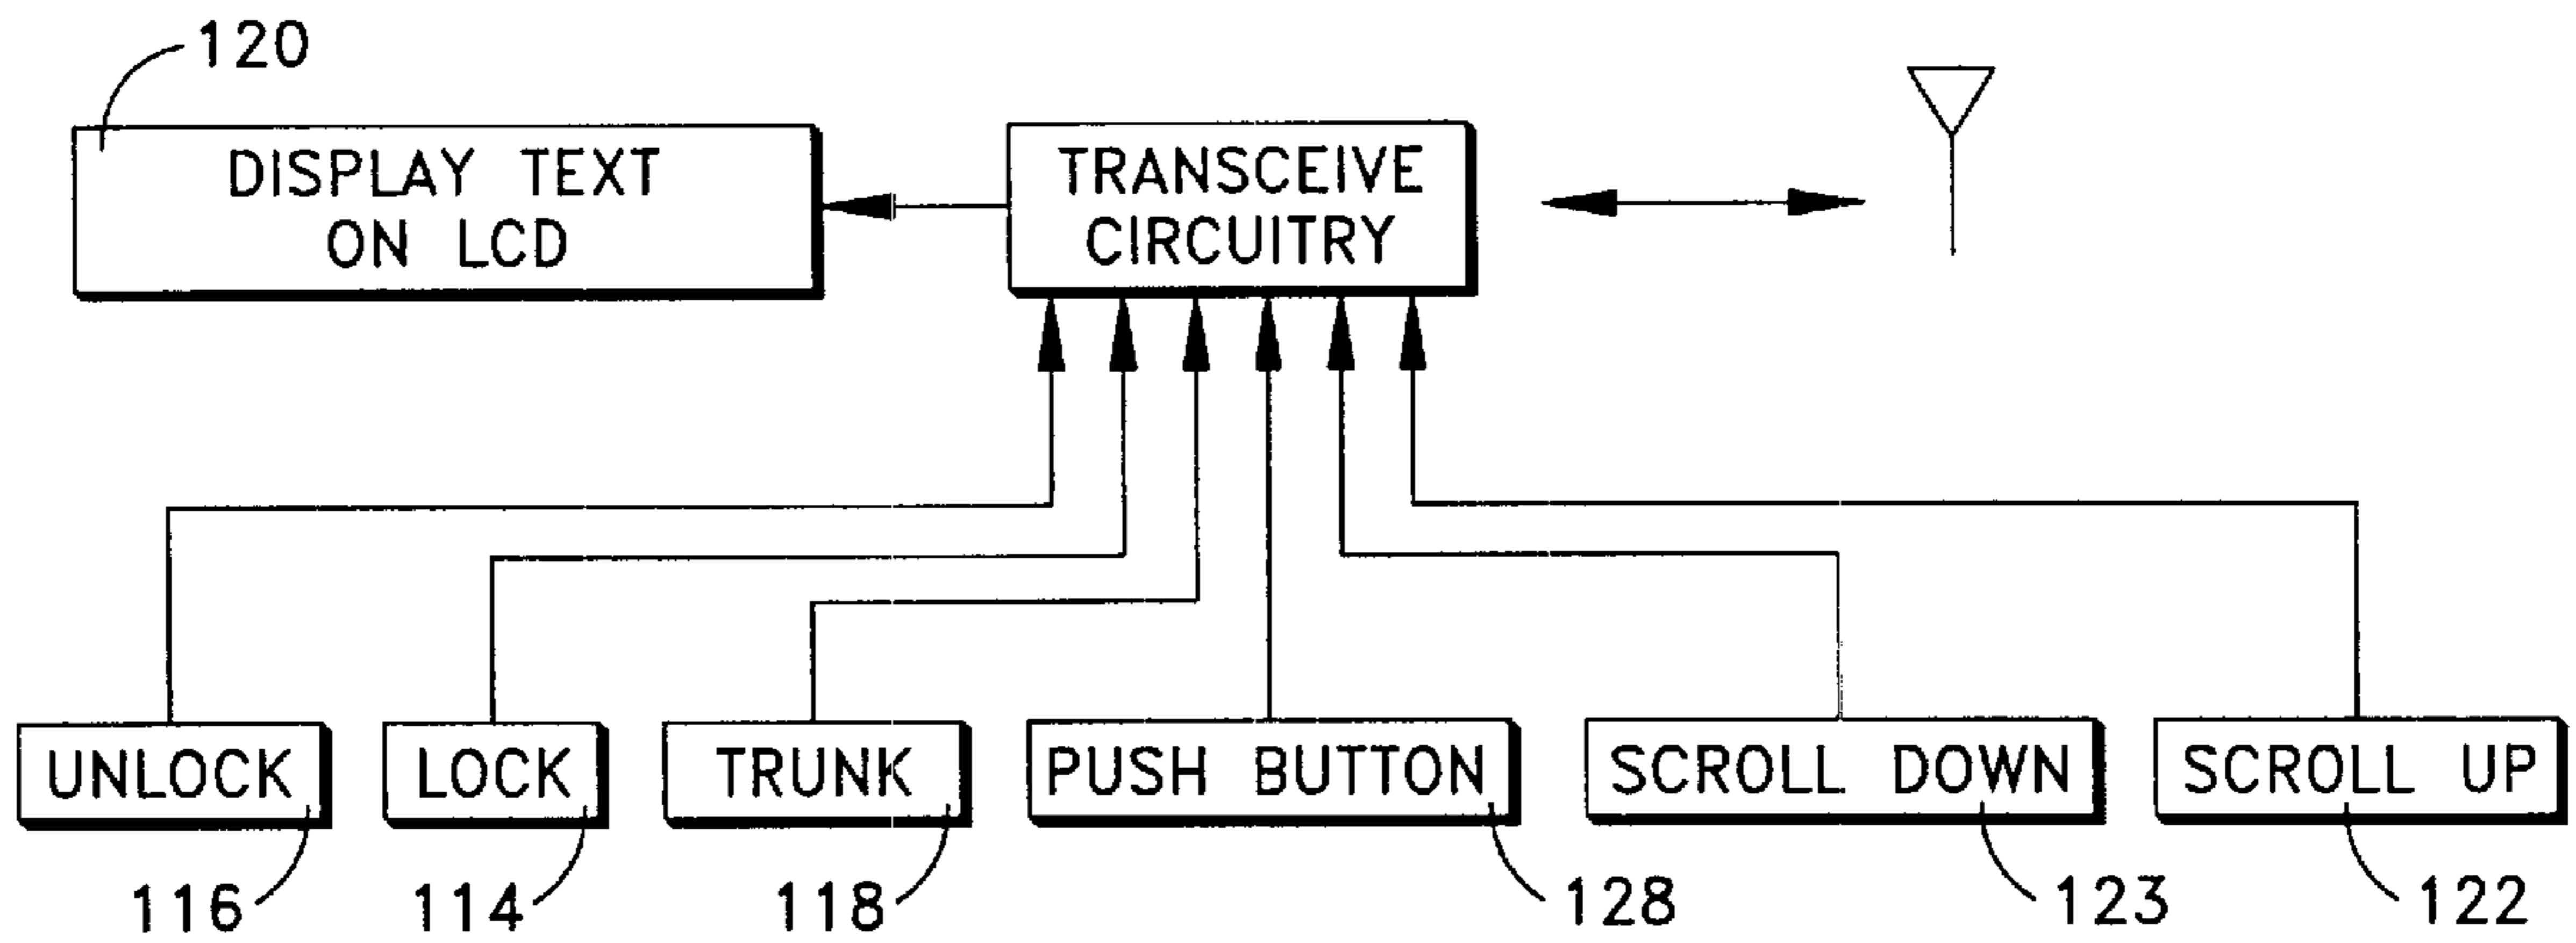 120
DISPLAY TEXT
ON LCD
TRANSCEIVE
CIRCUITRY
UNLOCK
LOCK
TRUNK
PUSH BUTTON
SCROLL DOWN
SCROLL UP
116
114
118
128
123
122